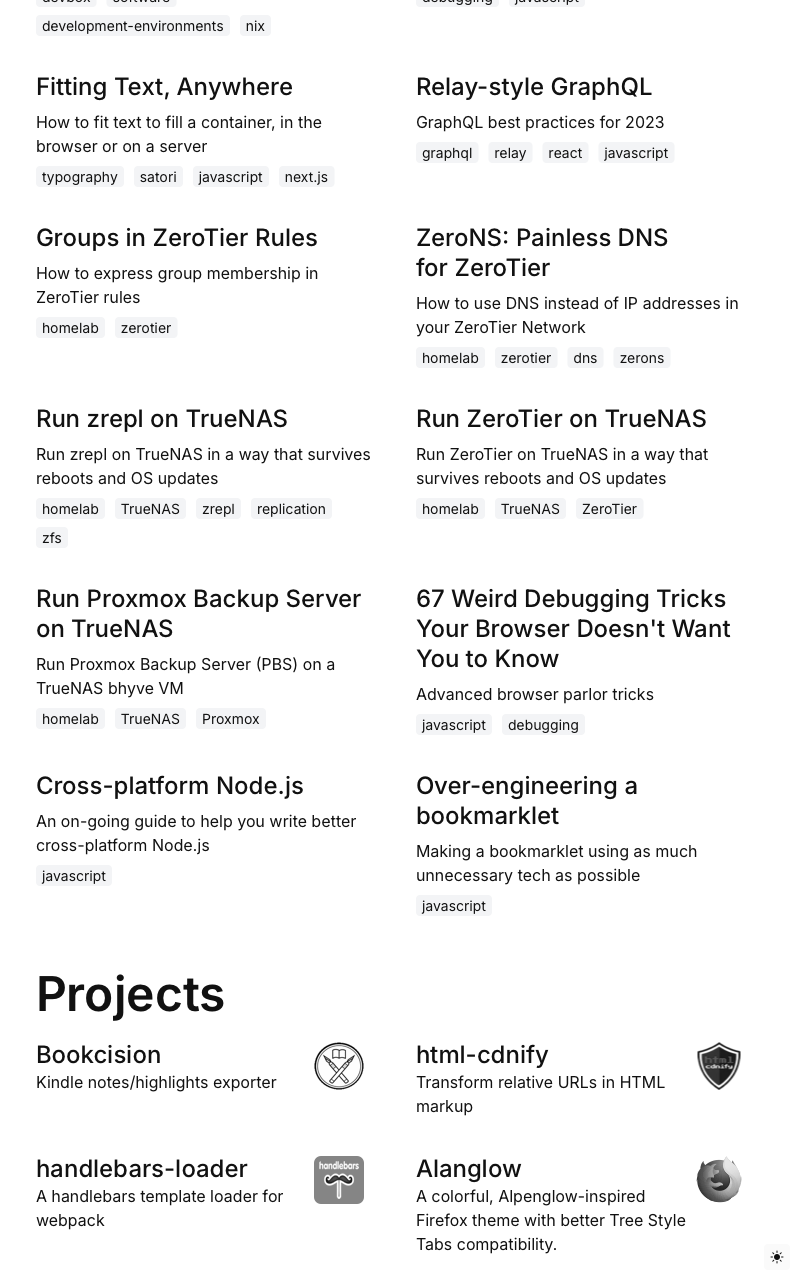 development-environments nix
Fitting Text, Anywhere
How to fit text to fill a container, in the
browser or on a server
typography satori javascript next.js
Relay-style GraphQL
GraphQL best practices for 2023
graphql relay react javascript
Groups in ZeroTier Rules
How to express group membership in
ZeroTier rules
homelab zerotier
ZeroNS: Painless DNS
for ZeroTier
How to use DNS instead of IP addresses in
your ZeroTier Network
homelab zerotier dns zerons
Run zrepl on TrueNAS
Run zrepl on TrueNAS in a way that survives
reboots and OS updates
homelab TrueNAS zrepl replication
zfs
Run ZeroTier on TrueNAS
Run ZeroTier on TrueNAS in a way that
survives reboots and OS updates
homelab TrueNAS ZeroTier
Run Proxmox Backup Server
on TrueNAS
Run Proxmox Backup Server (PBS) on a
TrueNAS bhyve VM
homelab TrueNAS Proxmox
67 Weird Debugging Tricks
Your Browser Doesn't Want
You to Know
Advanced browser parlor tricks
javascript debugging
Cross-platform Node.js
An on-going guide to help you write better
cross-platform Node.js
javascript
Over-engineering a
bookmarklet
Making a bookmarklet using as much
unnecessary tech as possible
javascript
Projects
Bookcision
Kindle notes/highlights exporter
html-cdnify
Transform relative URLs in HTML
markup
html
cdnify
handlebars-loader
A handlebars template loader for
webpack
handlebars
Alanglow
A colorful, Alpenglow-inspired
Firefox theme with better Tree Style
Tabs compatibility.